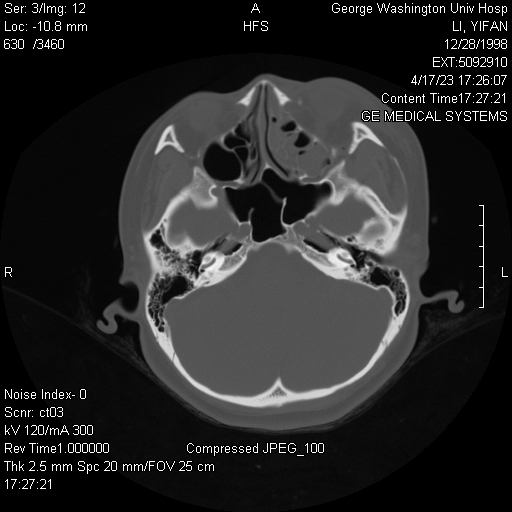 Ser: 3/Img: 12
Loc: -10.8 mm
630 /3460
A
HFS
George Washington Univ Hosp
LI, YIFAN
12/28/1998
EXT:5092910
4/17/23 17:26:07
Content Time17:27:21
GE MEDICAL SYSTEMS
R
L
Noise Index- 0
Scnr: ct03
kV 120/mA 300
Rev Time1.000000
Compressed JPEG_100
Thk 2.5 mm Spc 20 mm/FOV 25 cm
17:27:21